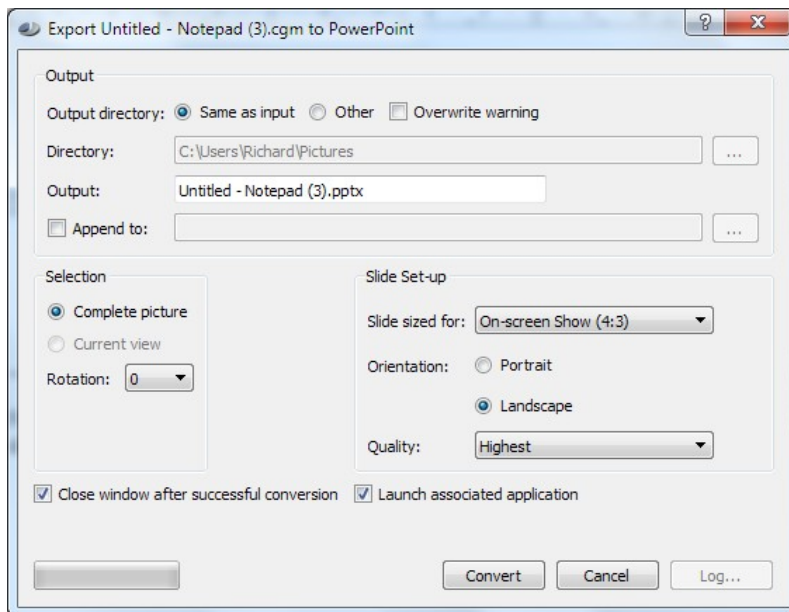 Export Untitled - Notepad (3).cgm to PowerPoint
Output
Output directory: Same as input Other Overwrite warning
Directory: C:\Users\Richard\Pictures ...
Output: Untitled - Notepad (3).pptx
Append to: ...
Selection
Complete picture
Current view
Rotation: 0
Slide Set-up
Slide sized for: On-screen Show (4:3)
Orientation: Portrait
Landscape
Quality: Highest
Close window after successful conversion Launch associated application
Convert Cancel Log...